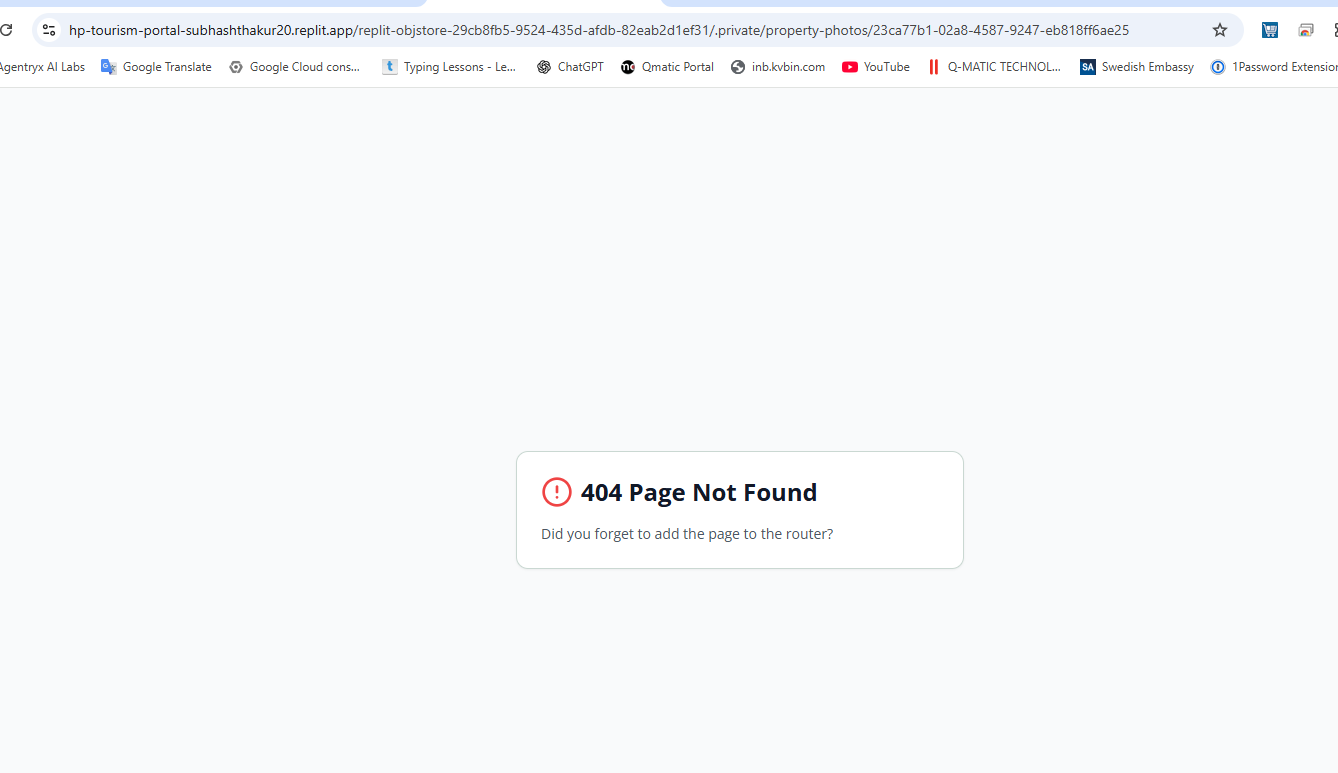 hp-tourism-portal-subhashthakur20.replit.app/replit-objstore-29cb8fb5-9524-435d-afdb-82eab2d1ef31/.private/property-photos/23ca77b1-02a8-4587-9247-eb818ff6ae25
Agentryx AI Labs Google Translate Google Cloud cons... t Typing Lessons - Le... ChatGPT Qmatic Portal inb.kvbin.com YouTube Q-MATIC TECHNOL... SA Swedish Embassy 1Password Extension
404 Page Not Found
Did you forget to add the page to the router?